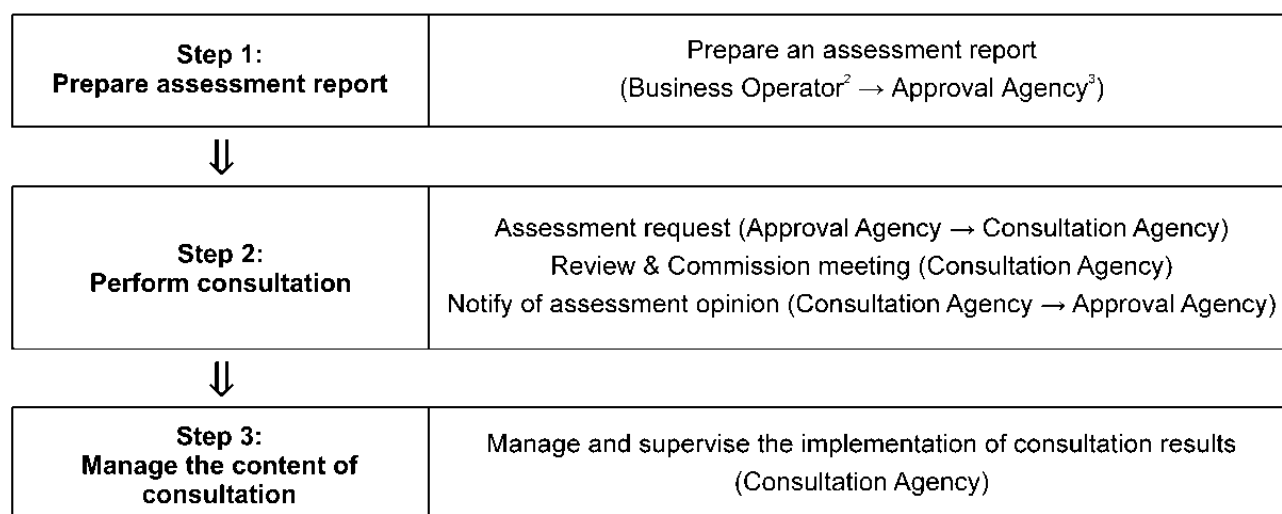 Step 1:
Prepare assessment report
Prepare an assessment report
(Business Operator² → Approval Agency³)
⇓
Step 2:
Perform consultation
Assessment request (Approval Agency → Consultation Agency)
Review & Commission meeting (Consultation Agency)
Notify of assessment opinion (Consultation Agency → Approval Agency)
⇓
Step 3:
Manage the content of
consultation
Manage and supervise the implementation of consultation results
(Consultation Agency)